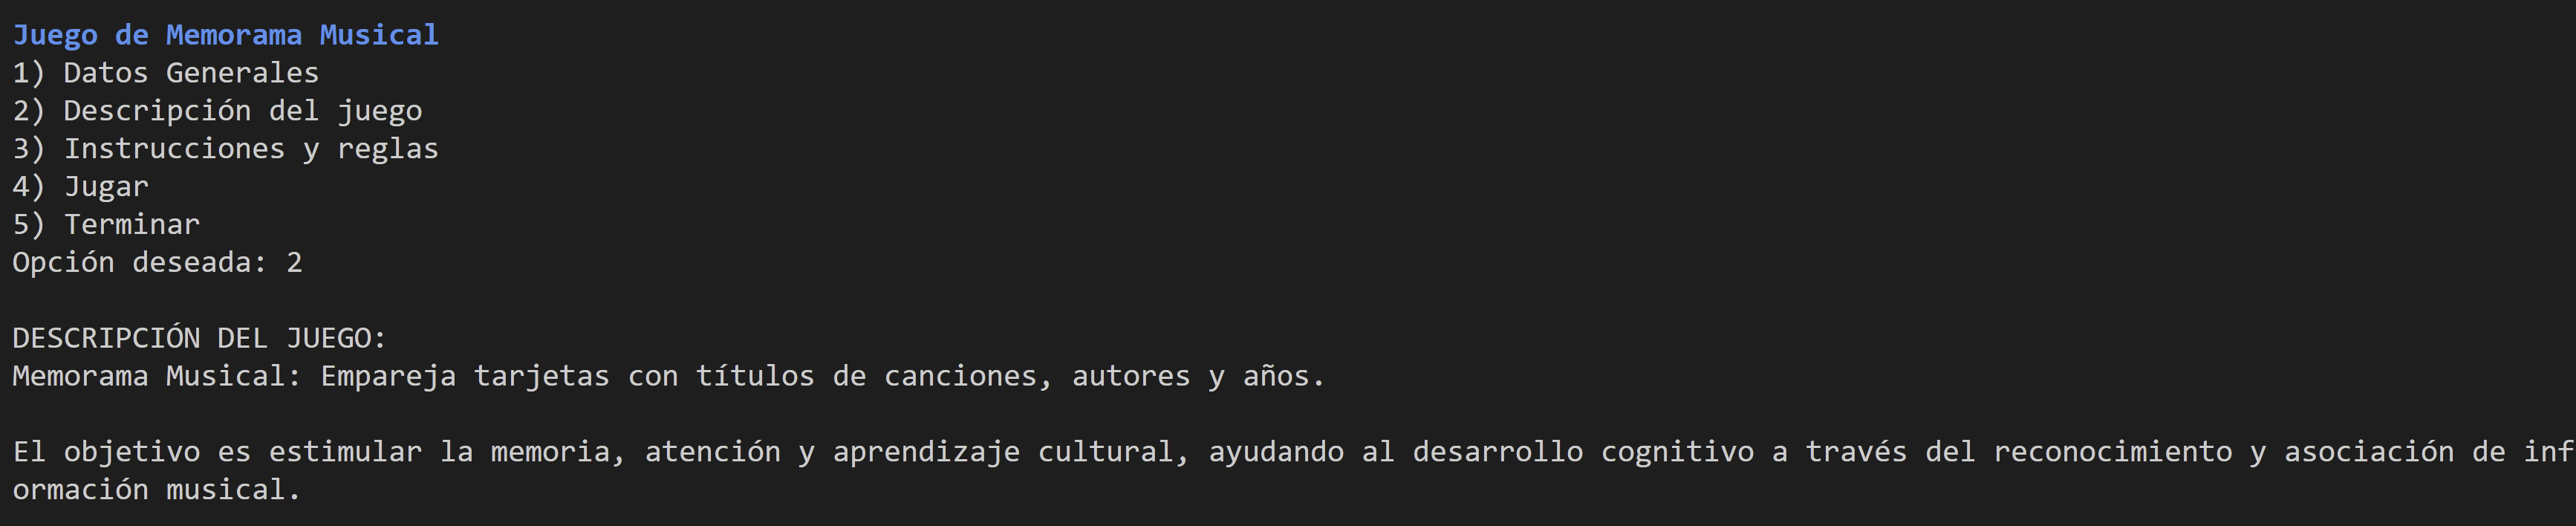 Juego de Memorama Musical
1) Datos Generales
2) Descripción del juego
3) Instrucciones y reglas
4) Jugar
5) Terminar
Opción deseada: 2
DESCRIPCIÓN DEL JUEGO:
Memorama Musical: Empareja tarjetas con títulos de canciones, autores y años.
El objetivo es estimular la memoria, atención y aprendizaje cultural, ayudando al desarrollo cognitivo a través del reconocimiento y asociación de inf
ormación musical.